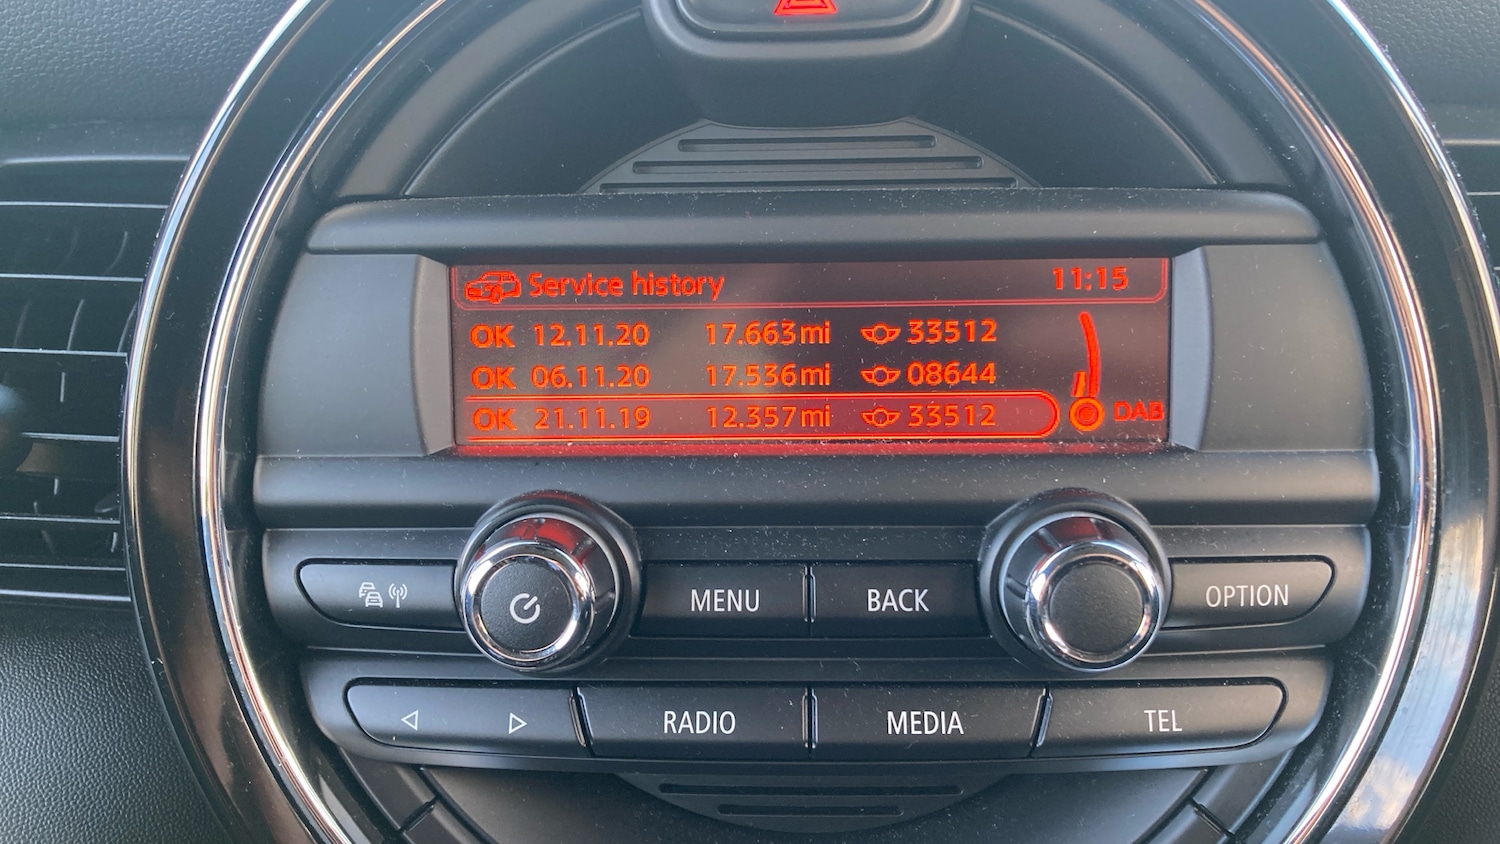 Service history 11:15
OK 12.11.20 17.663mi 33512
OK 06.11.20 17.536mi 08644
OK 21.11.19 12.357mi 33512
DAB
MENU BACK OPTION
RADIO MEDIA TEL